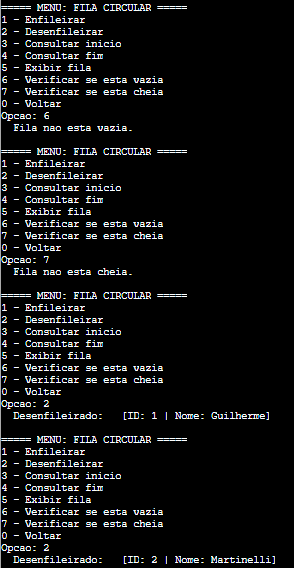 ===== MENU: FILA CIRCULAR =====
1 - Enfileirar
2 - Desenfileirar
3 - Consultar inicio
4 - Consultar fim
5 - Exibir fila
6 - Verificar se esta vazia
7 - Verificar se esta cheia
0 - Voltar
Opcao: 6
Fila nao esta vazia.
===== MENU: FILA CIRCULAR =====
1 - Enfileirar
2 - Desenfileirar
3 - Consultar inicio
4 - Consultar fim
5 - Exibir fila
6 - Verificar se esta vazia
7 - Verificar se esta cheia
0 - Voltar
Opcao: 7
Fila nao esta cheia.
===== MENU: FILA CIRCULAR =====
1 - Enfileirar
2 - Desenfileirar
3 - Consultar inicio
4 - Consultar fim
5 - Exibir fila
6 - Verificar se esta vazia
7 - Verificar se esta cheia
0 - Voltar
Opcao: 2
Desenfileirado: [ID: 1 | Nome: Guilherme]
===== MENU: FILA CIRCULAR =====
1 - Enfileirar
2 - Desenfileirar
3 - Consultar inicio
4 - Consultar fim
5 - Exibir fila
6 - Verificar se esta vazia
7 - Verificar se esta cheia
0 - Voltar
Opcao: 2
Desenfileirado: [ID: 2 | Nome: Martinelli]